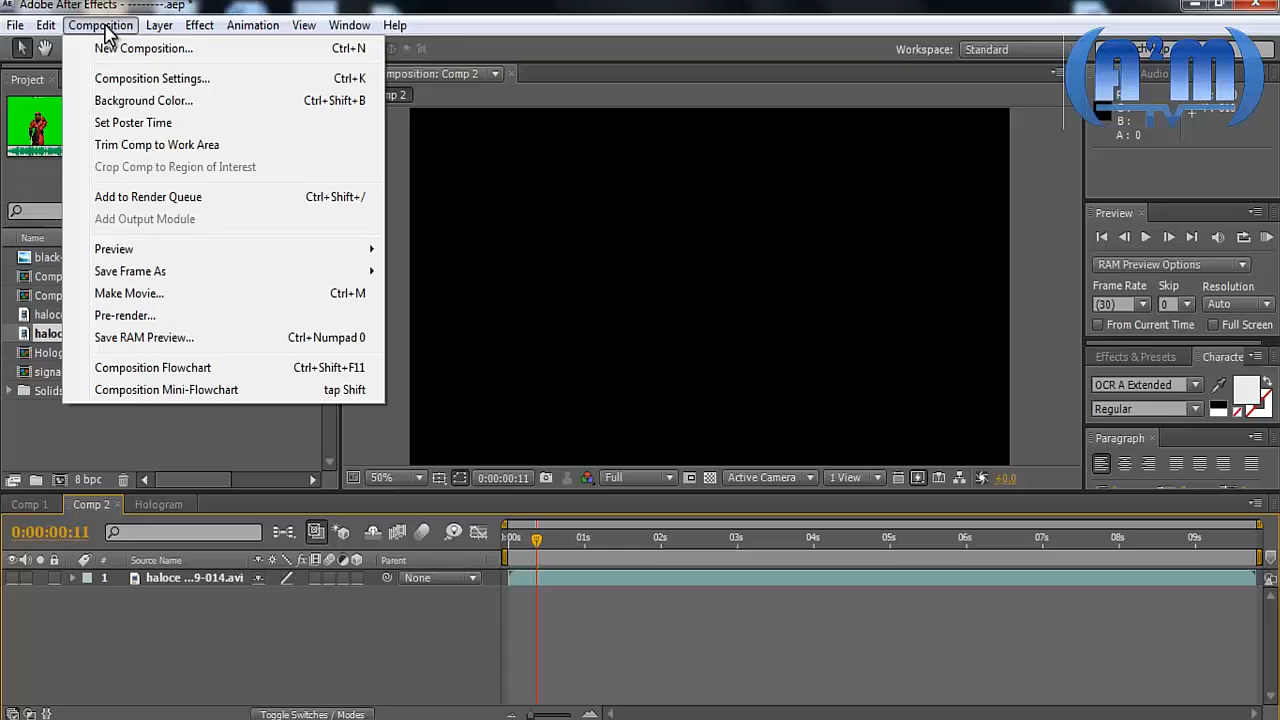 Adobe After Effects - --------.aep *
File Edit Composition Layer Effect Animation View Window Help
New Composition... Ctrl+N
Composition Settings... Ctrl+K
Background Color... Ctrl+Shift+B
Set Poster Time
Trim Comp to Work Area
Crop Comp to Region of Interest
Add to Render Queue Ctrl+Shift+/
Add Output Module
Preview
Save Frame As
Make Movie... Ctrl+M
Pre-render...
Save RAM Preview... Ctrl+Numpad 0
Composition Flowchart Ctrl+Shift+F11
Composition Mini-Flowchart tap Shift
Workspace: Standard
Project
mposition: Comp 2
mp 2
Audio
A²M
TV
B :
A : 0
Name
black-
Comp
Comp
haloc
haloc
Holog
signa
Solids
8 bpc
50% 0:00:00:11 Full Active Camera 1 View +0.0
Preview
RAM Preview Options
Frame Rate Skip Resolution
(30) 0 Auto
From Current Time Full Screen
Effects & Presets Characte
OCR A Extended
Regular
Paragraph
Comp 1 Comp 2 Hologram
0:00:00:11
:00s 01s 02s 03s 04s 05s 06s 07s 08s 09s
# Source Name Parent
1 haloce ...9-014.avi None
Toggle Switches / Modes